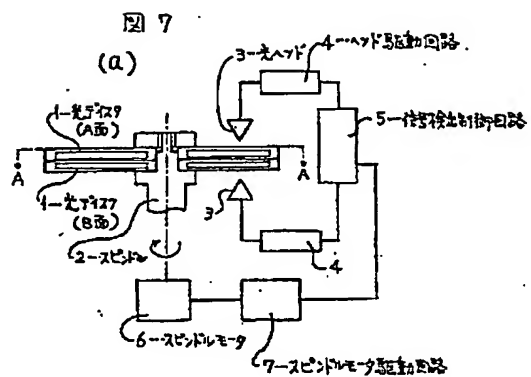 図 7
(a)
3ー光ヘッド
4ーヘッド駆動回路
1ー光ディスク
(A面)
5ー信号検出制御回路
A
A
1ー光ディスク
(B面)
3
2ースピンドル
4
6ースピンドルモータ
7ースピンドルモータ駆動回路